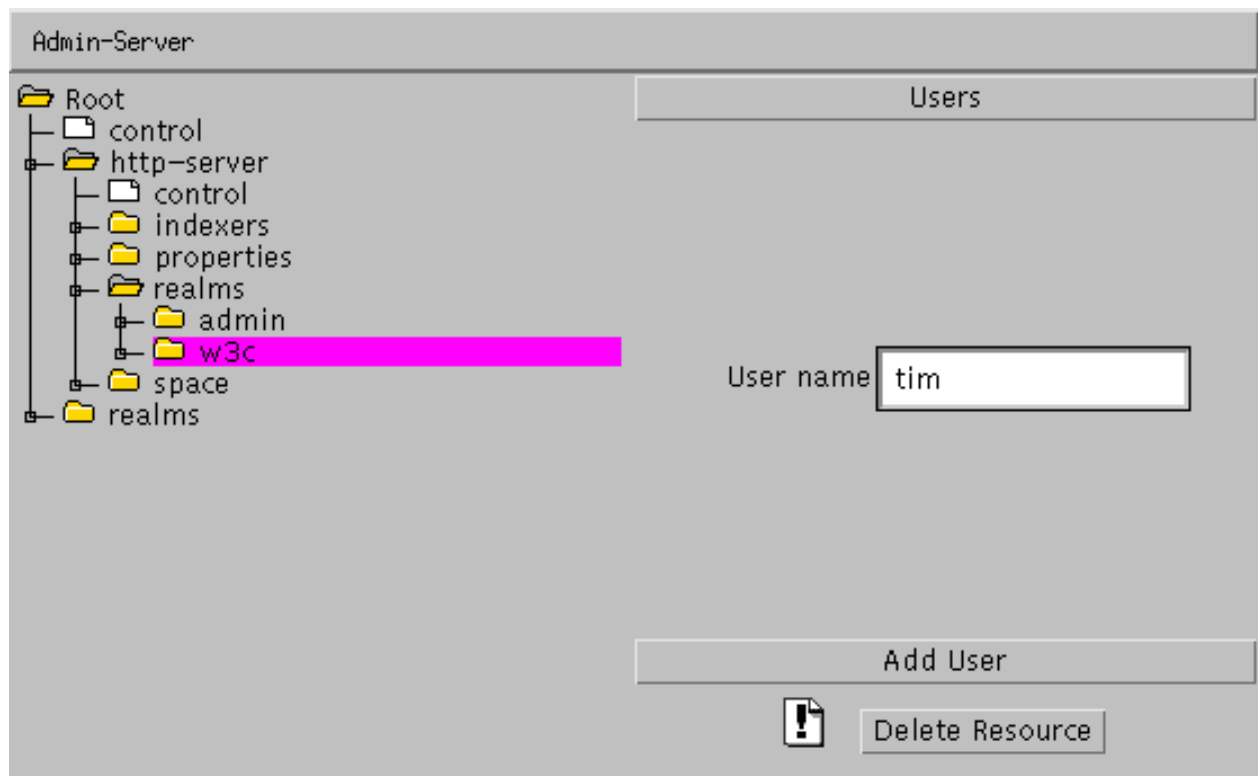 Admin-Server
Root
control
http-server
control
indexers
properties
realms
admin
w3c
space
realms
Users
User name tim
Add User
Delete Resource